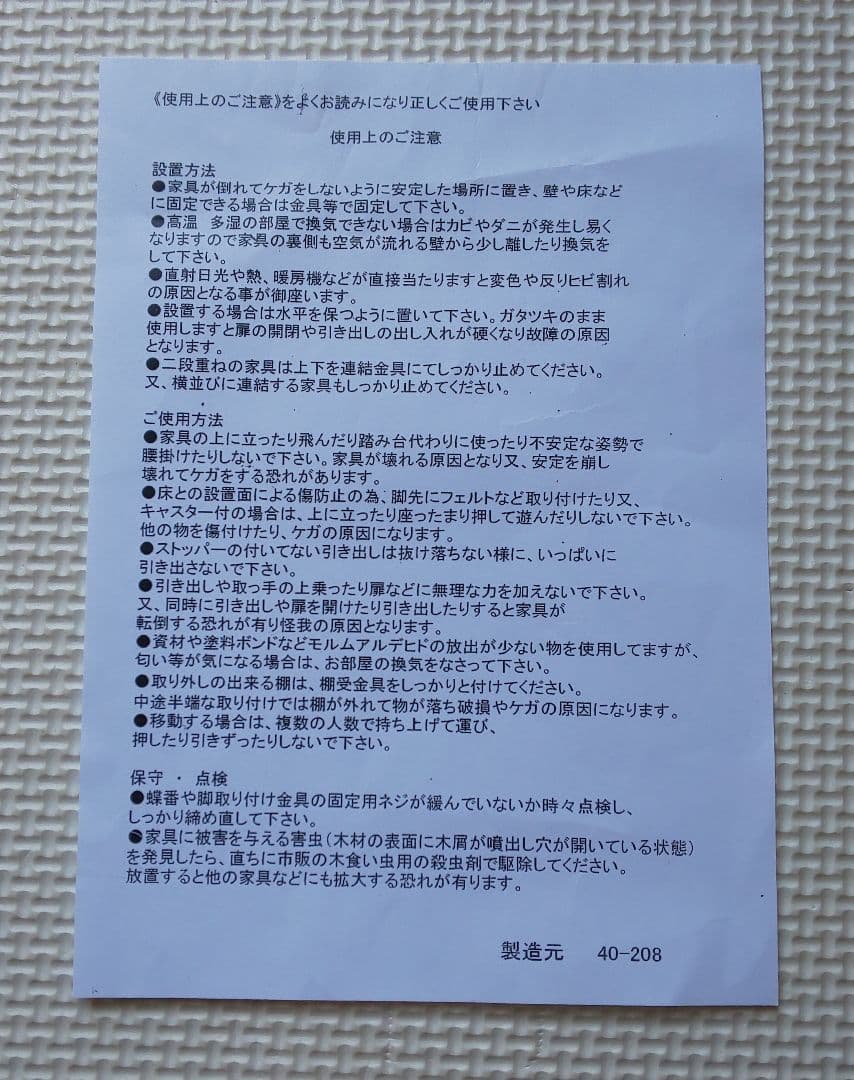 《使用上のご注意》をよくお読みになり正しくご使用下さい
使用上のご注意
設置方法
●家具が倒れてケガをしないように安定した場所に置き、壁や床など
に固定できる場合は金具等で固定して下さい。
●高温 多湿の部屋で換気できない場合はカビやダニが発生し易く
なりますので家具の裏側も空気が流れる壁から少し離したり換気を
して下さい。
●直射日光や熱、暖房機などが直接当たりますと変色や反りヒビ割れ
の原因となる事が御座います。
●設置する場合は水平を保つように置いて下さい。ガタツキのまま
使用しますと扉の開閉や引き出しの出し入れが硬くなり故障の原因
となります。
●二段重ねの家具は上下を連結金具にてしっかり止めてください。
又、横並びに連結する家具もしっかり止めてください。
ご使用方法
●家具の上に立ったり飛んだり踏み台代わりに使ったり不安定な姿勢で
腰掛けたりしないで下さい。家具が壊れる原因となり又、安定を崩し
壊れてケガをする恐れがあります。
●床との設置面による傷防止の為、脚先にフェルトなど取り付けたり又、
キャスター付の場合は、上に立ったり座ったまり押して遊んだりしないで下さい。
他の物を傷付けたり、ケガの原因になります。
●ストッパーの付いてない引き出しは抜け落ちない様に、いっぱいに
引き出さないで下さい。
●引き出しや取っ手の上乗ったり扉などに無理な力を加えないで下さい。
又、同時に引き出しや扉を開けたり引き出したりすると家具が
転倒する恐れが有り怪我の原因となります。
●資材や塗料ボンドなどモルムアルデヒドの放出が少ない物を使用してますが、
匂い等が気になる場合は、お部屋の換気をなさって下さい。
●取り外しの出来る棚は、棚受金具をしっかりと付けてください。
中途半端な取り付けでは棚が外れて物が落ち破損やケガの原因になります。
●移動する場合は、複数の人数で持ち上げて運び、
押したり引きずったりしないで下さい。
保守・点検
●蝶番や脚取り付け金具の固定用ネジが緩んでいないか時々点検し、
しっかり締め直して下さい。
●家具に被害を与える害虫(木材の表面に木屑が噴出し穴が開いている状態)
を発見したら、直ちに市販の木食い虫用の殺虫剤で駆除してください。
放置すると他の家具などにも拡大する恐れが有ります。
製造元 40-208